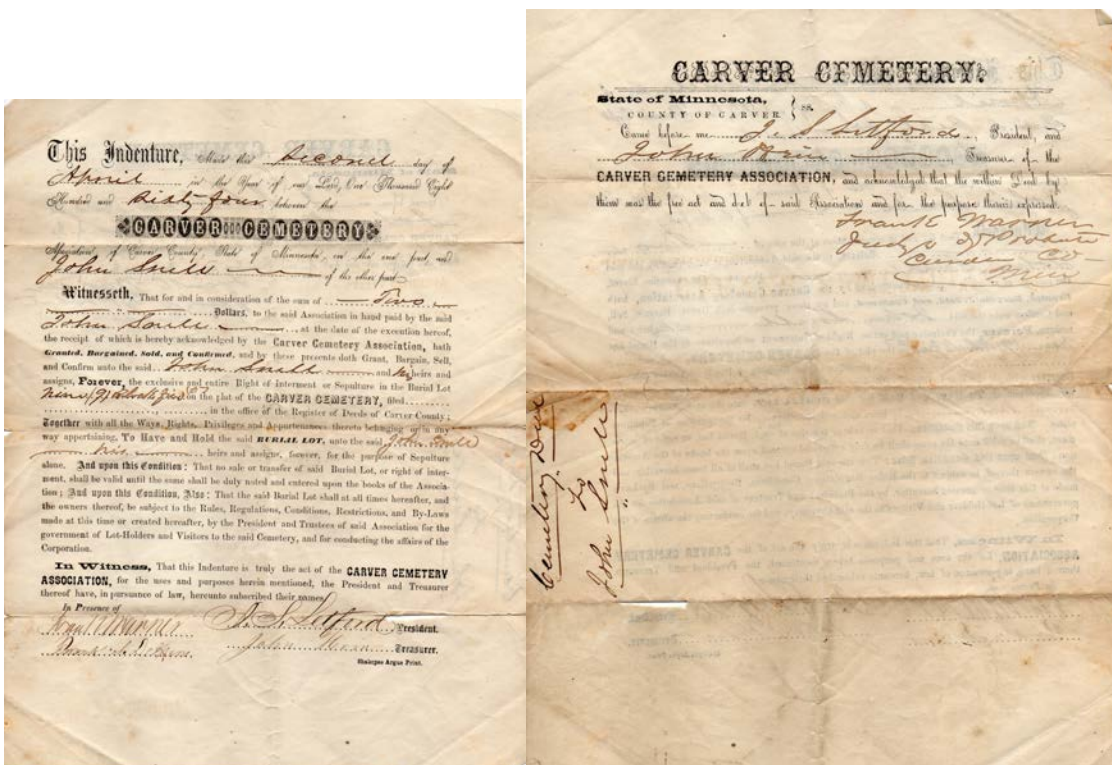 This Indenture, Made this Second day of
April in the Year of our Lord, One Thousand Eight
Hundred and Sixty four between the
CARVER CEMETERY
Association of Carver County, State of Minnesota, on the one part, and
John Snell of the other part
Witnesseth, That for and in consideration of the sum of Two
Dollars, to the said Association in hand paid by the said
John Snell at the date of the execution hereof,
the receipt of which is hereby acknowledged by the Carver Cemetery Association, hath
Granted, Bargained, Sold, and Confirmed, and by these presents doth Grant, Bargain, Sell,
and Confirm unto the said John Snell and his heirs and
assigns, Forever, the exclusive and entire Right of interment or Sepulture in the Burial Lot
nine (9) on the plat of the CARVER CEMETERY, filed
in the office of the Register of Deeds of Carver County;
Together with all the Ways, Rights, Privileges and Appurtenances thereto belonging or in any
way appertaining. To Have and Hold the said BURIAL LOT, unto the said John Snell
his heirs and assigns, forever, for the purpose of Sepulture
alone. And upon this Condition: That no sale or transfer of said Burial Lot, or right of inter-
ment, shall be valid until the same shall be duly noted and entered upon the books of the Associa-
tion; And upon this Condition, Also: That the said Burial Lot shall at all times hereafter, and
the owners thereof, be subject to the Rules, Regulations, Conditions, Restrictions, and By-Laws
made at this time or created hereafter, by the President and Trustees of said Association for the
government of Lot-Holders and Visitors to the said Cemetery, and for conducting the affairs of the
Corporation.
In Witness, That this Indenture is truly the act of the CARVER CEMETERY
ASSOCIATION, for the uses and purposes herein mentioned, the President and Treasurer
thereof have, in pursuance of law, hereunto subscribed their names
In Presence of
Frank Warner J. S. Letford President.
John Treasurer.
Shakopee Argus Print.
CARVER CEMETERY.
State of Minnesota,
COUNTY OF CARVER. } ss.
Came before me J. S. Letford, President, and
John Treasurer of the
CARVER CEMETERY ASSOCIATION, and acknowledged that the within Deed by
them was the free act and deed of said Association and for the purpose therein expressed.
Frank Warner
Judge of Probate
Carver Co
Minn
Cemetery Deed
To
John Snell